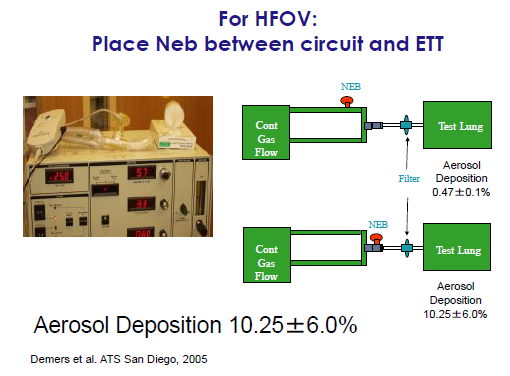 For HFOV:
Place Neb between circuit and ETT
NEB
Cont
Gas
Flow
Test Lung
Aerosol
Deposition
0.47±0.1%
Filter
NEB
Cont
Gas
Flow
Test Lung
Aerosol
Deposition
10.25±6.0%
Aerosol Deposition 10.25±6.0%
Demers et al. ATS San Diego, 2005